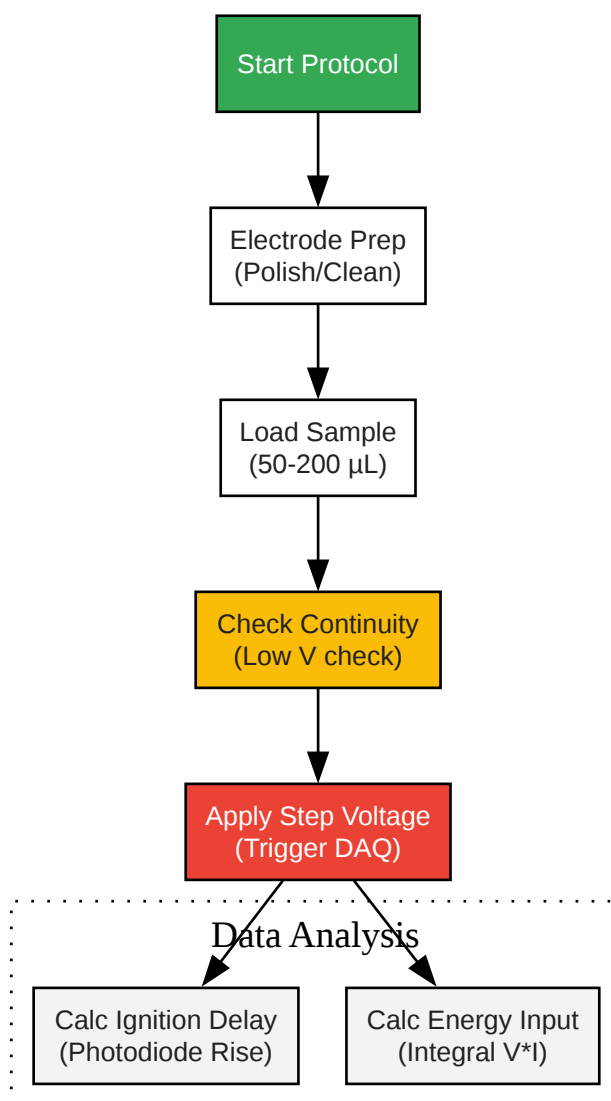 Start Protocol
Electrode Prep
(Polish/Clean)
Load Sample
(50-200 µL)
Check Continuity
(Low V check)
Apply Step Voltage
(Trigger DAQ)
Data Analysis
Calc Ignition Delay
(Photodiode Rise)
Calc Energy Input
(Integral V*I)